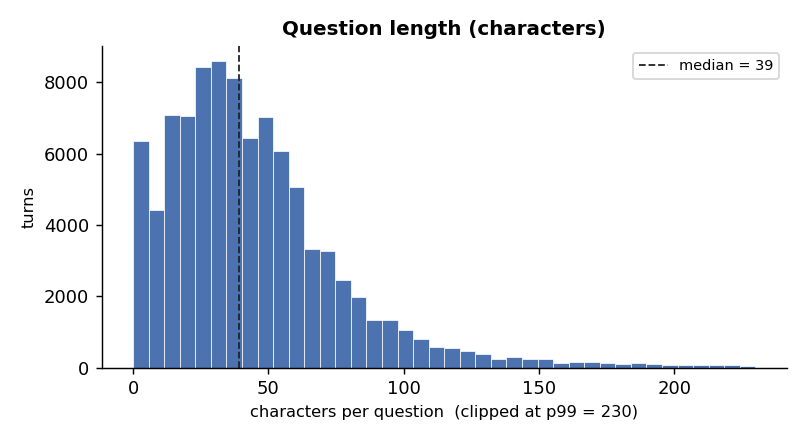 Question length (characters)
median = 39
8000
6000
4000
2000
0
turns
0 50 100 150 200
characters per question (clipped at p99 = 230)